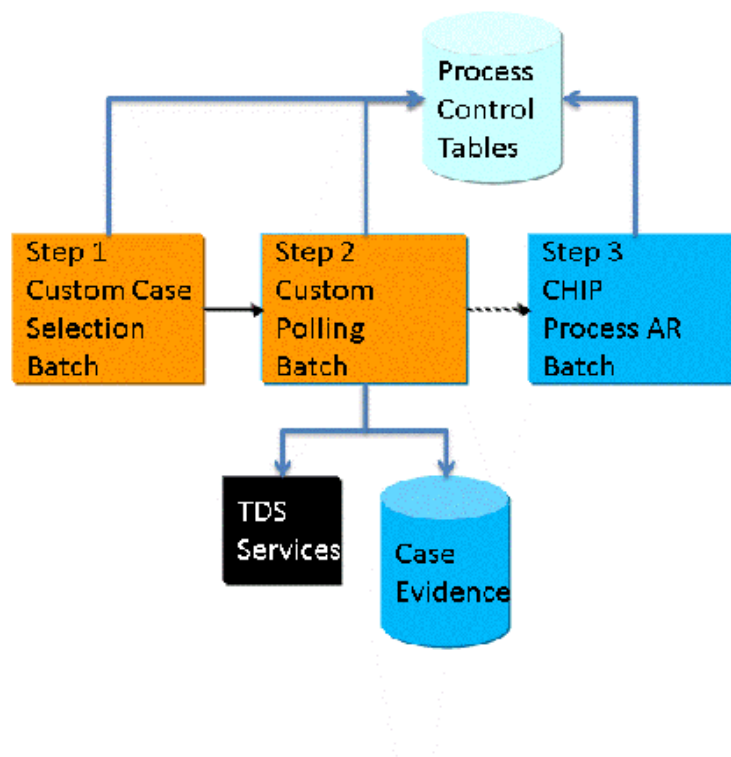 Process
Control
Tables
Step 1
Custom Case
Selection
Batch
Step 2
Custom
Polling
Batch
Step 3
CHIP
Process AR
Batch
TDS
Services
Case
Evidence